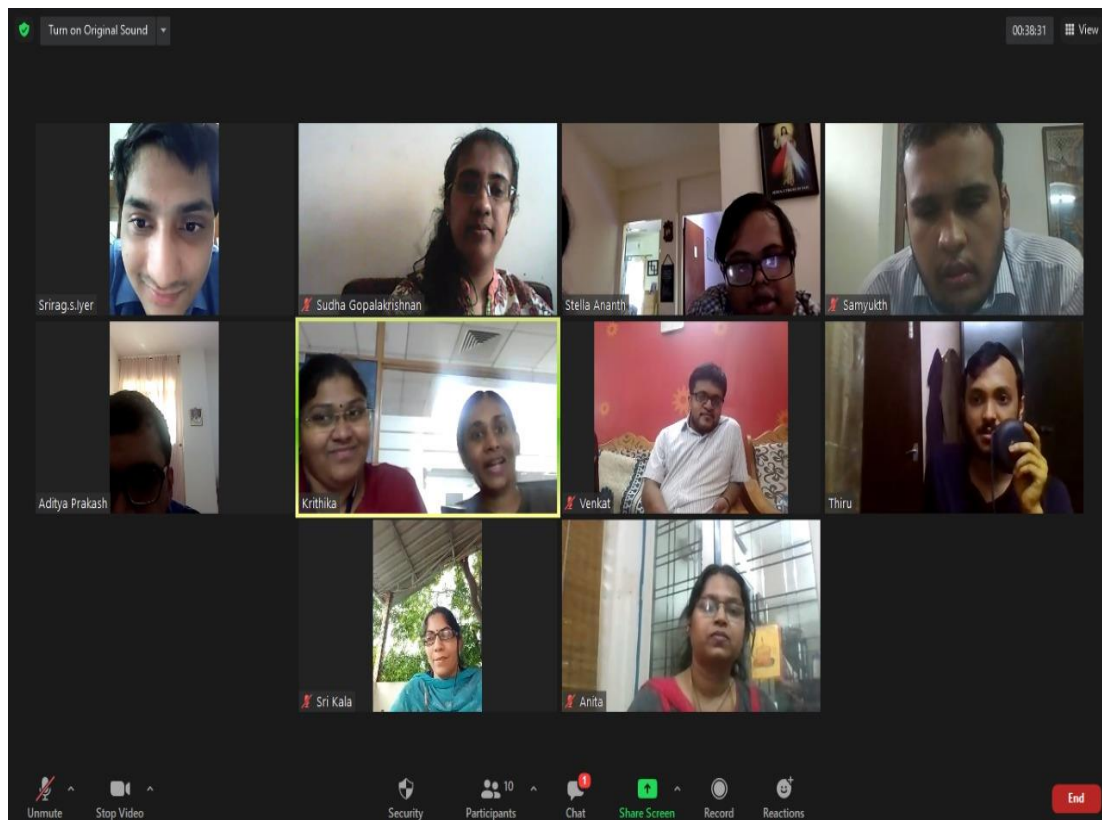 Turn on Original Sound
00:38:31
View
Srirag.s.Iyer
Sudha Gopalakrishnan
Stella Ananth
Samyukth
Aditya Prakash
Krithika
Venkat
Thiru
Sri Kala
Anita
Unmute
Stop Video
Security
10
Participants
1
Chat
Share Screen
Record
Reactions
End